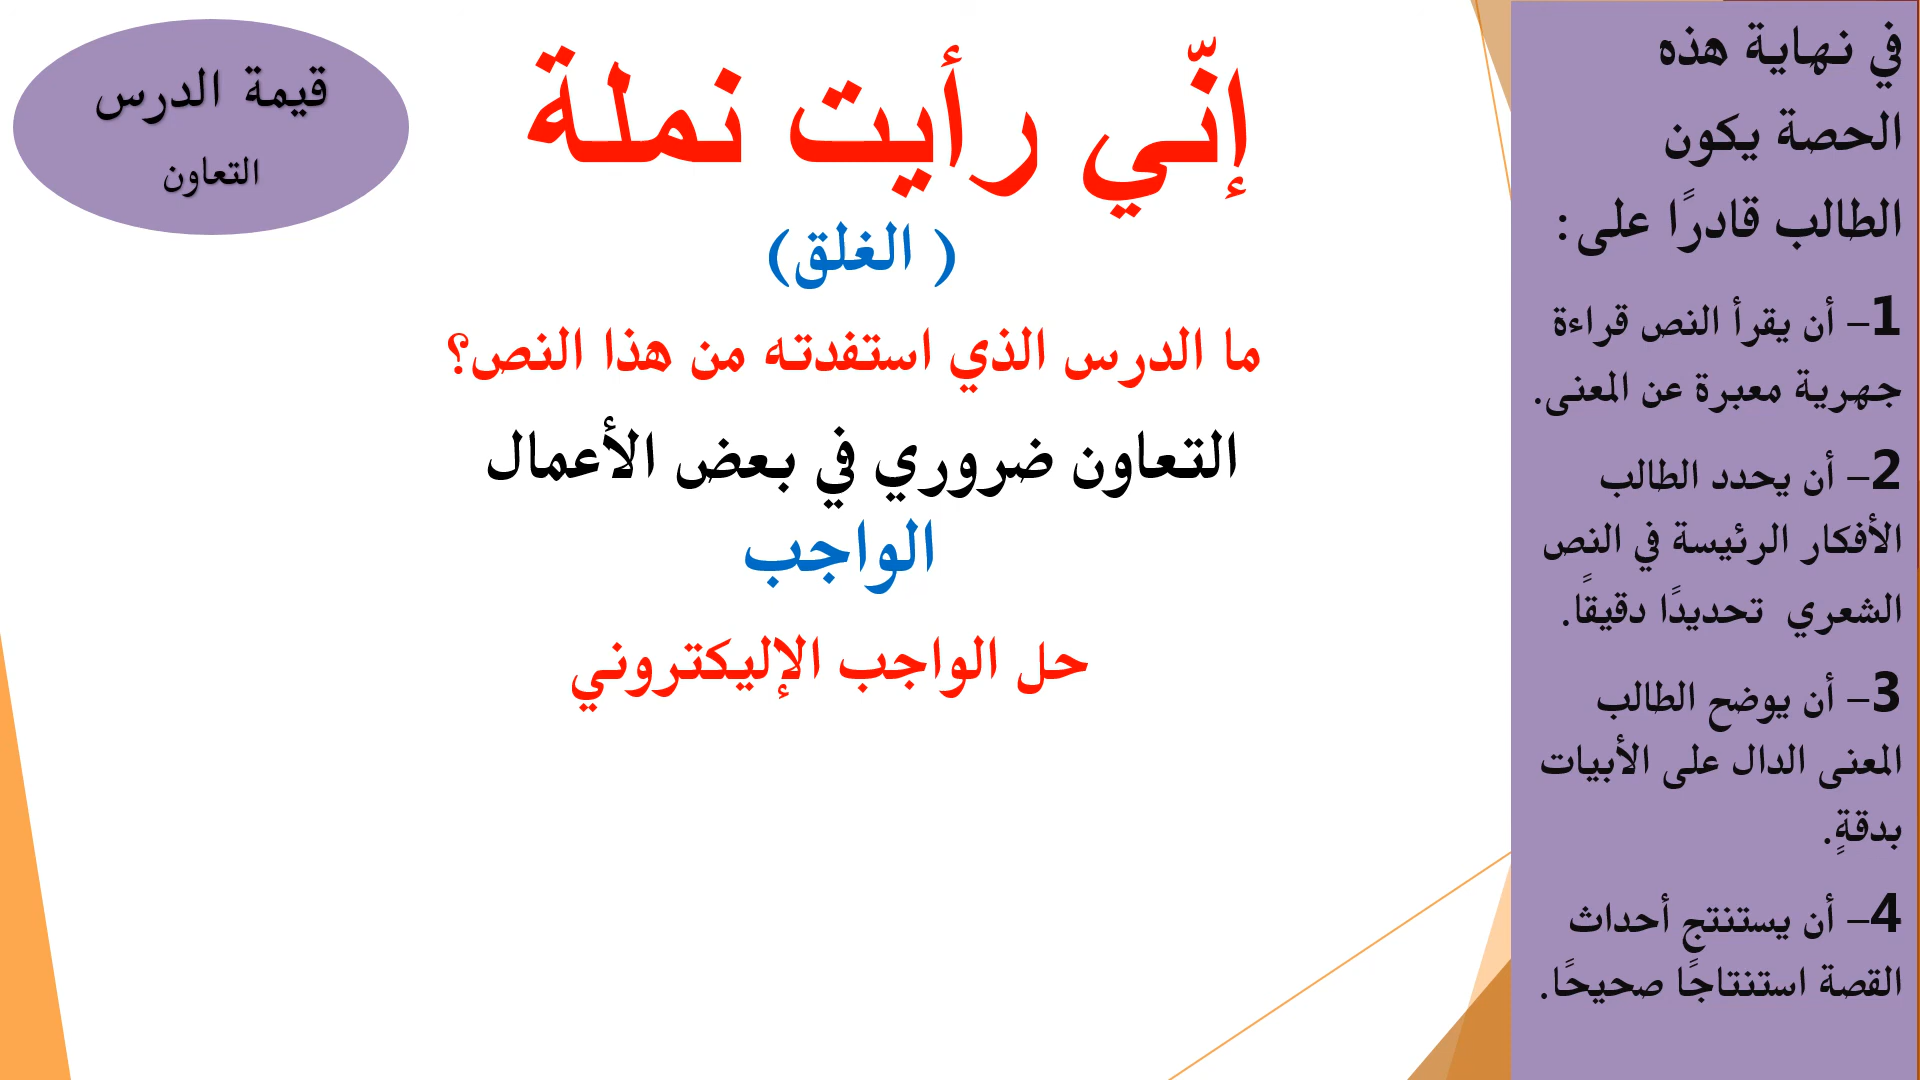 في نهاية هذه
الحصة يكون
الطالب قادرًا على:
1– أن يقرأ النص قراءة
جهرية معبرة عن المعنى.
2– أن يحدد الطالب
الأفكار الرئيسة في النص
الشعري تحديدًا دقيقًا.
3– أن يوضح الطالب
المعنى الدال على الأبيات
بدقةٍ.
4– أن يستنتج أحداث
القصة استنتاجًا صحيحًا.
إنّي رأيت نملة
( الغلق)
ما الدرس الذي استفدته من هذا النص؟
التعاون ضروري في بعض الأعمال
الواجب
حل الواجب الإليكتروني
قيمة الدرس
التعاون